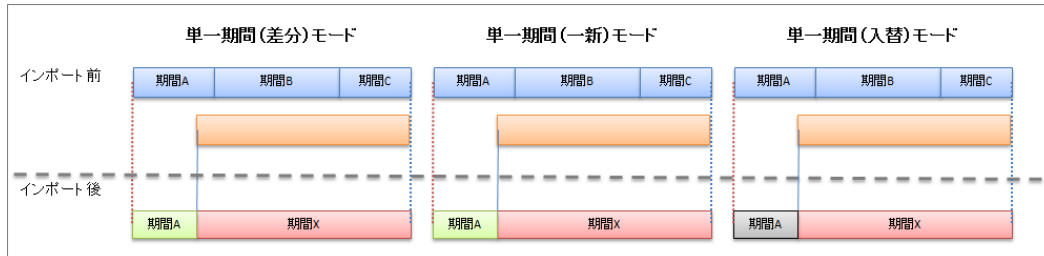 単一期間(差分)モード 単一期間(一新)モード 単一期間(入替)モード
インポート前 期間A 期間B 期間C 期間A 期間B 期間C 期間A 期間B 期間C
インポート後
期間A 期間X 期間A 期間X 期間A 期間X